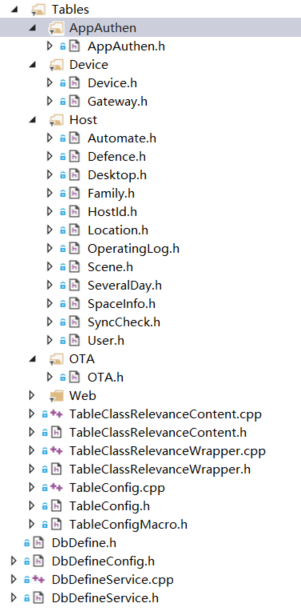 Tables
AppAuthen
AppAuthen.h
Device
Device.h
Gateway.h
Host
Automate.h
Defence.h
Desktop.h
Family.h
HostId.h
Location.h
OperatingLog.h
Scene.h
SeveralDay.h
SpaceInfo.h
SyncCheck.h
User.h
OTA
OTA.h
Web
TableClassRelevanceContent.cpp
TableClassRelevanceContent.h
TableClassRelevanceWrapper.cpp
TableClassRelevanceWrapper.h
TableConfig.cpp
TableConfig.h
TableConfigMacro.h
DbDefine.h
DbDefineConfig.h
DbDefineService.cpp
DbDefineService.h